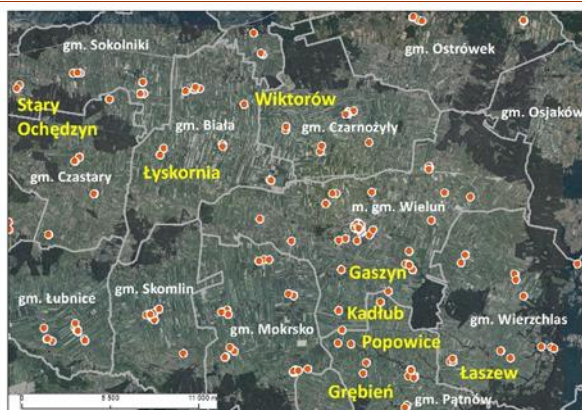 gm. Sokolniki
gm. Ostrówek
Stary
Ochędzyn
Wiktorów
gm. Osjaków
gm. Biała
gm. Czarnożyły
gm. Czastary
Łyskornia
m. gm. Wieluń
Gaszyn
gm. Skomlin
gm. Łubnice
Kadłub
gm. Wierzchlas
gm. Mokrsko
Popowice
Grębień
Łaszew
gm. Pątnów
0
5 500
11 000